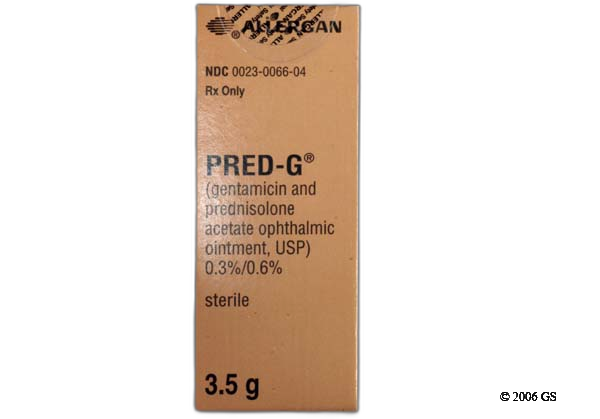 ALLERGAN
NDC 0023-0066-04
Rx Only
PRED-G®
(gentamicin and
prednisolone
acetate ophthalmic
ointment, USP)
0.3%/0.6%
sterile
3.5 g
© 2006 GS